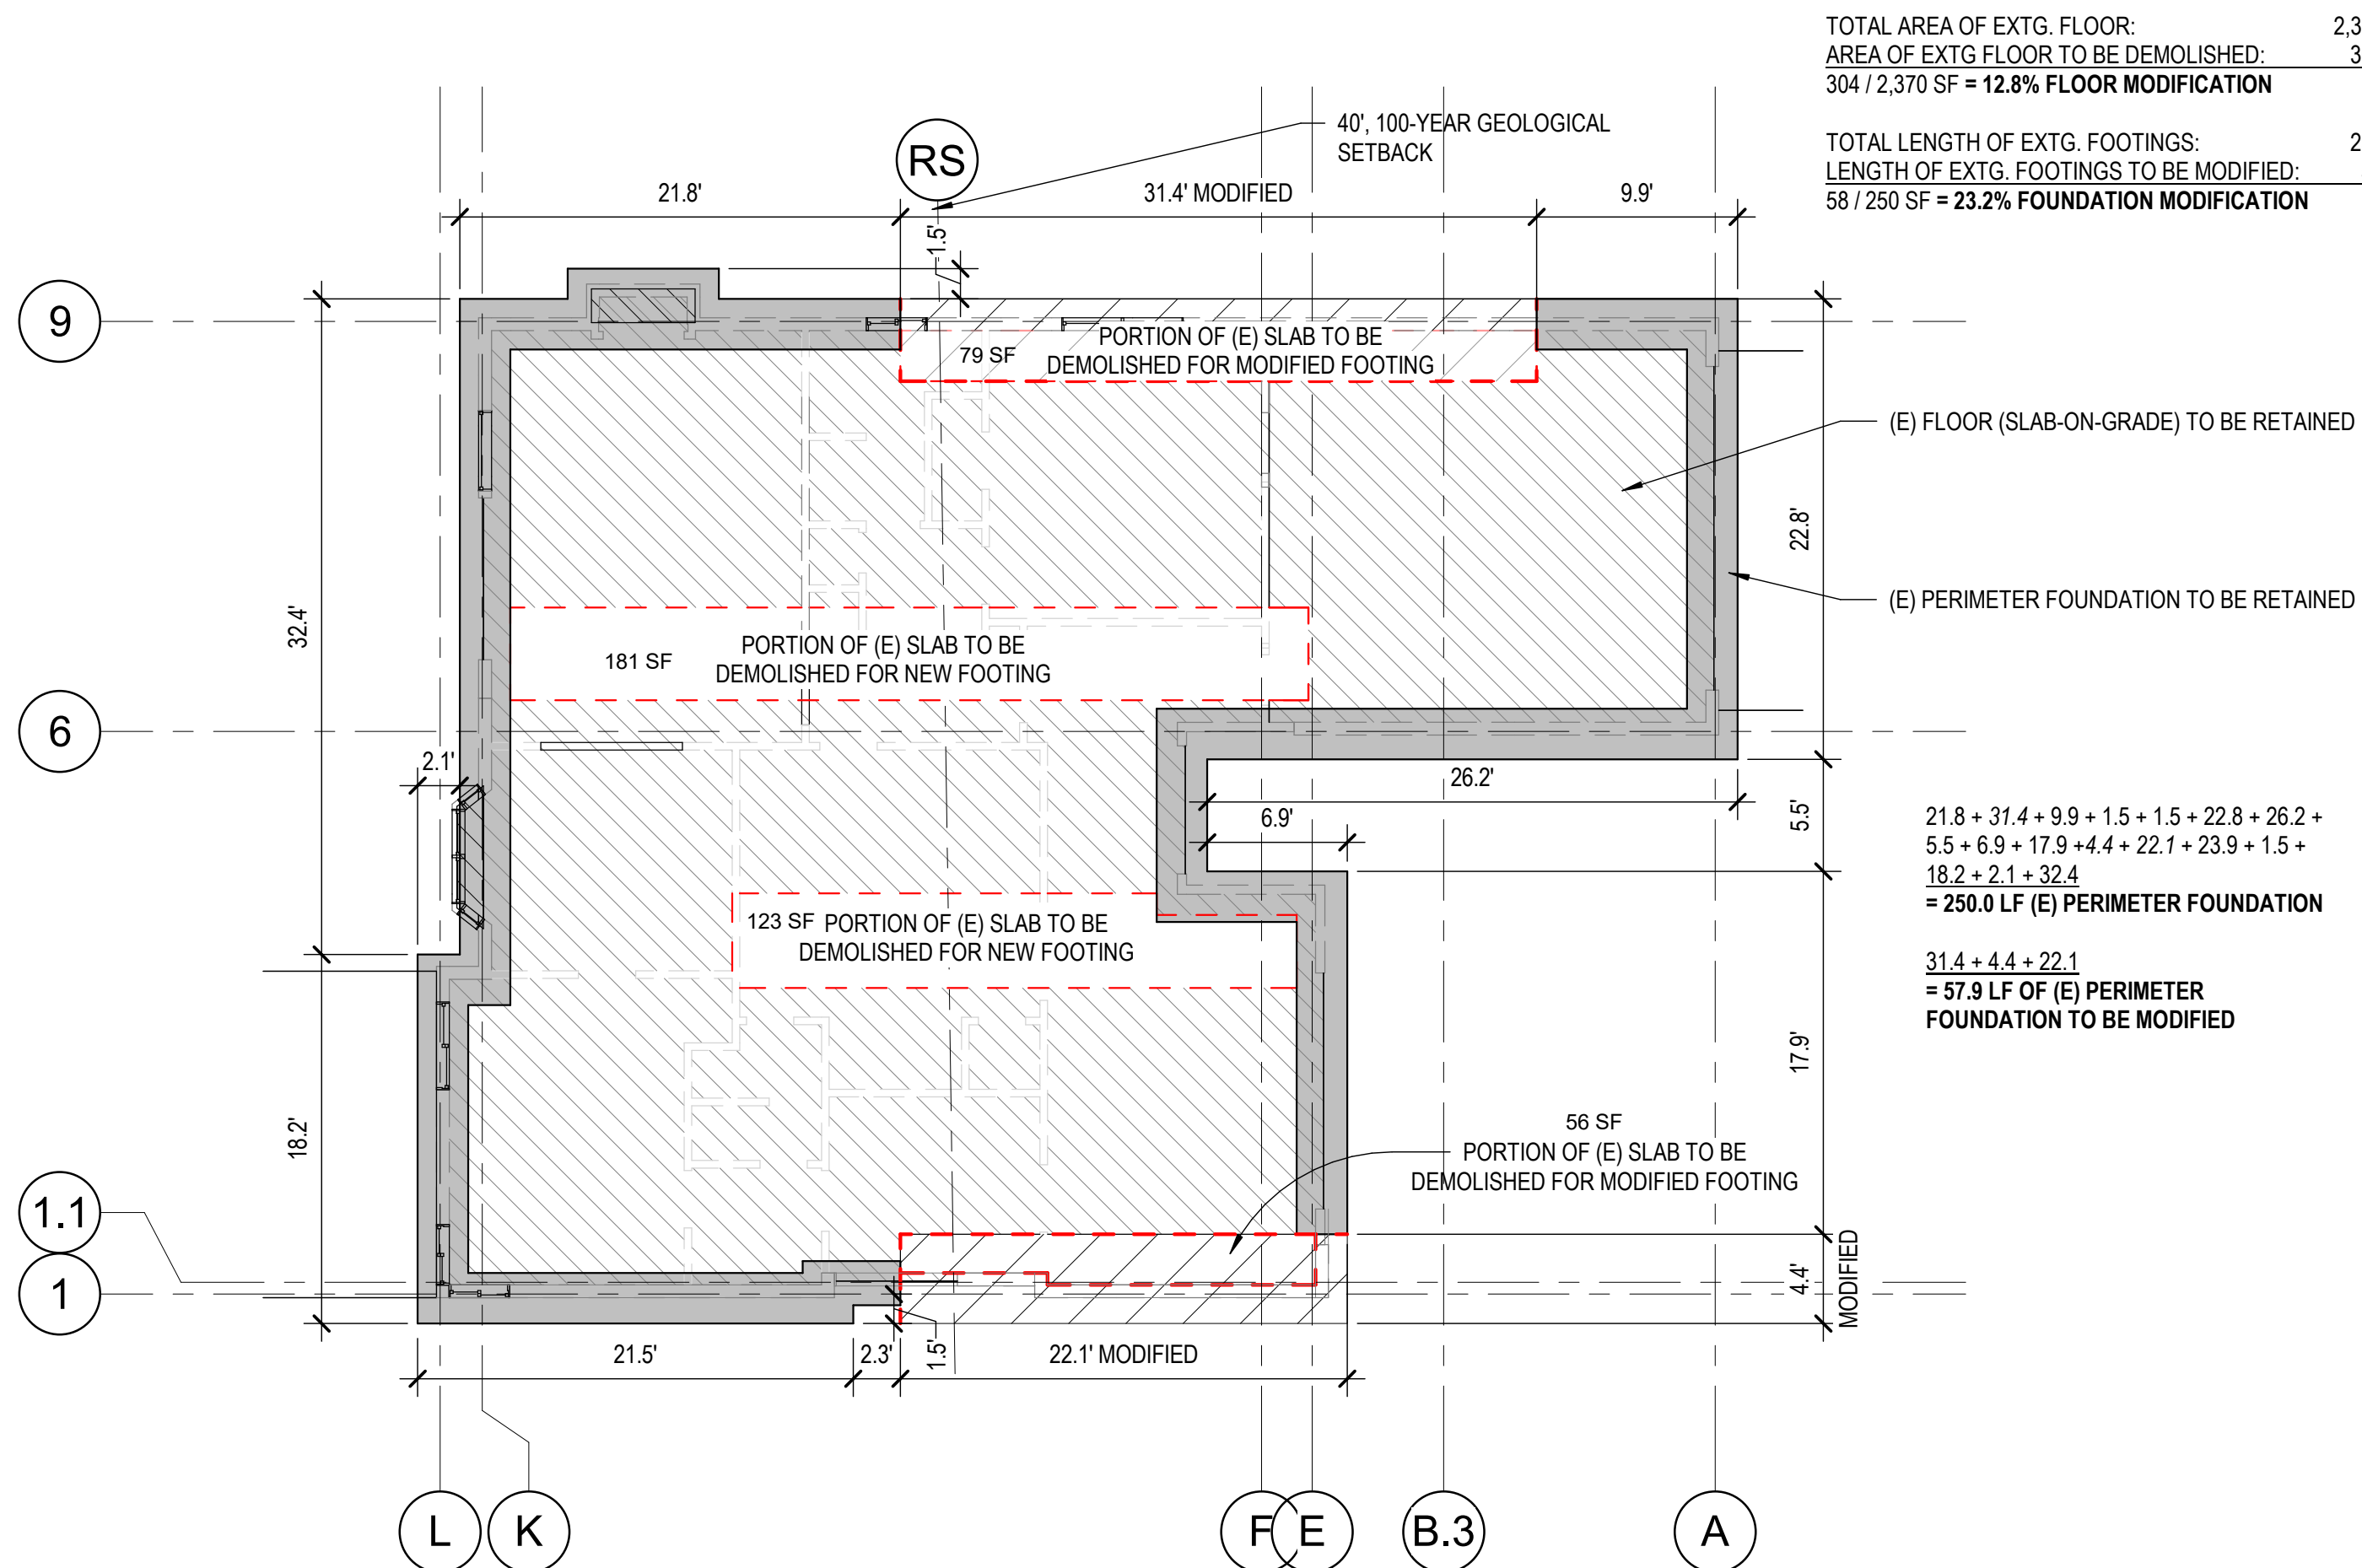 TOTAL AREA OF EXTG. FLOOR: 2,3
AREA OF EXTG FLOOR TO BE DEMOLISHED: 3
304 / 2,370 SF = 12.8% FLOOR MODIFICATION
TOTAL LENGTH OF EXTG. FOOTINGS: 2
LENGTH OF EXTG. FOOTINGS TO BE MODIFIED:
58 / 250 SF = 23.2% FOUNDATION MODIFICATION
40', 100-YEAR GEOLOGICAL
SETBACK
RS
21.8'
31.4' MODIFIED
9.9'
1.5'
9
79 SF
PORTION OF (E) SLAB TO BE
DEMOLISHED FOR MODIFIED FOOTING
(E) FLOOR (SLAB-ON-GRADE) TO BE RETAINED
22.8'
(E) PERIMETER FOUNDATION TO BE RETAINED
32.4'
181 SF
PORTION OF (E) SLAB TO BE
DEMOLISHED FOR NEW FOOTING
6
2.1'
26.2'
6.9'
5.5'
21.8 + 31.4 + 9.9 + 1.5 + 1.5 + 22.8 + 26.2 +
5.5 + 6.9 + 17.9 +4.4 + 22.1 + 23.9 + 1.5 +
18.2 + 2.1 + 32.4
= 250.0 LF (E) PERIMETER FOUNDATION
31.4 + 4.4 + 22.1
= 57.9 LF OF (E) PERIMETER
FOUNDATION TO BE MODIFIED
123 SF
PORTION OF (E) SLAB TO BE
DEMOLISHED FOR NEW FOOTING
17.9'
18.2'
56 SF
PORTION OF (E) SLAB TO BE
DEMOLISHED FOR MODIFIED FOOTING
1.1
1
4.4'
MODIFIED
21.5'
2.3'
1.5'
22.1' MODIFIED
L
K
F
E
B.3
A